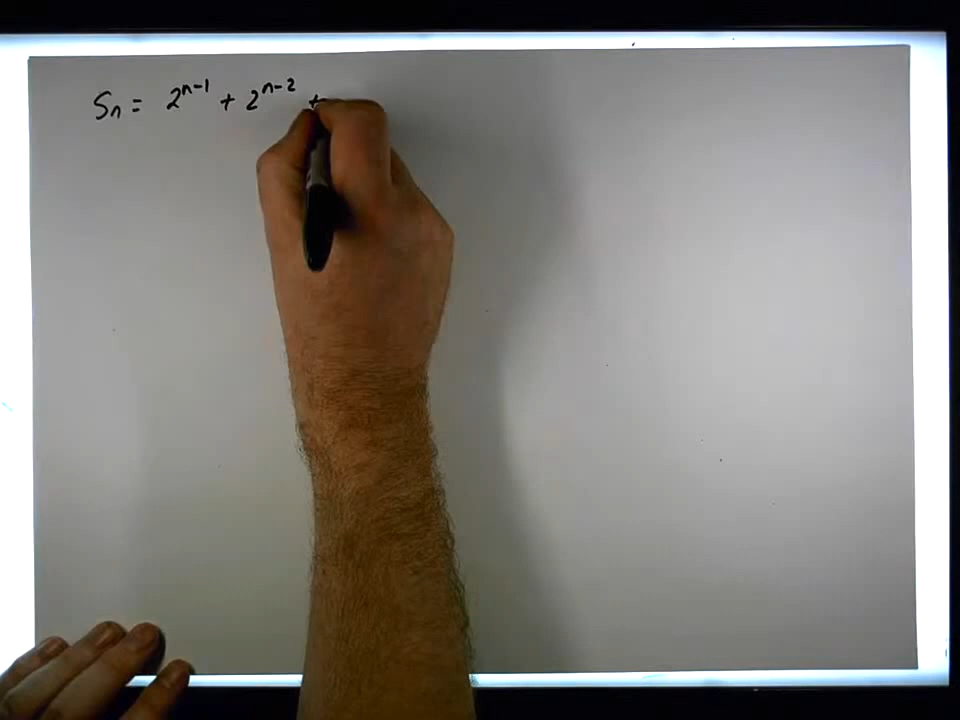 Sn = 2^{n-1} + 2^{n-2} +